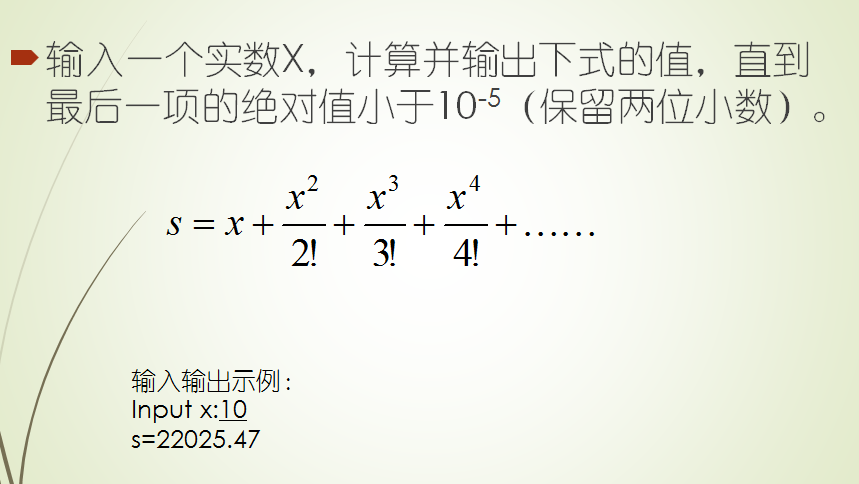 输入一个实数X，计算并输出下式的值，直到
最后一项的绝对值小于10-5（保留两位小数）。
s = x + x²/2! + x³/3! + x⁴/4! + ……
输入输出示例：
Input x:10
s=22025.47